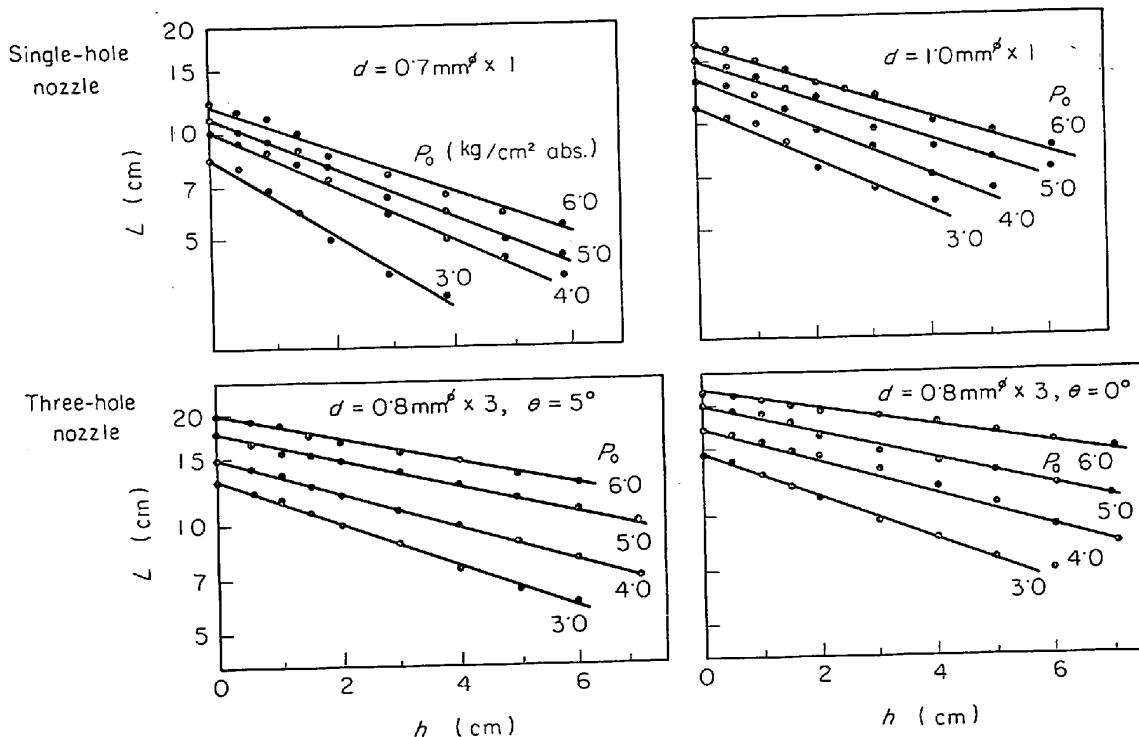 Single-hole
nozzle
20
15
10
7
5
L (cm)
d = 0·7mmᶲ × 1
P₀ (kg/cm² abs.)
6·0
5·0
4·0
3·0
d = 1·0mmᶲ × 1
P₀
6·0
5·0
4·0
3·0
Three-hole
nozzle
20
15
10
7
5
L (cm)
d = 0·8mmᶲ × 3, θ = 5°
P₀
6·0
5·0
4·0
3·0
0 2 4 6
h (cm)
d = 0·8mmᶲ × 3, θ = 0°
P₀ 6·0
5·0
4·0
3·0
0 2 4 6
h (cm)